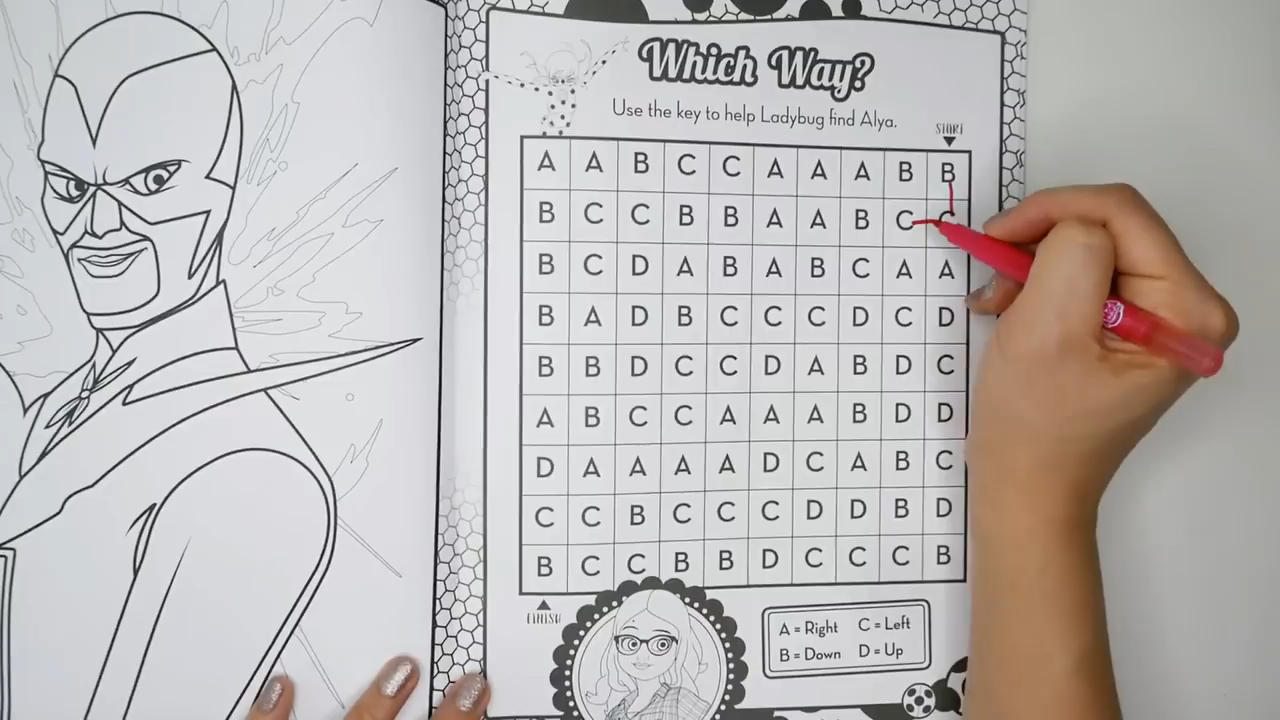 Which Way?
Use the key to help Ladybug find Alya.
START
A A B C C A A A B B
B C C B B A A B C C
B C D A B A B C A A
B A D B C C C D C D
B B D C C D A B D C
A B C C A A A B D D
D A A A A D C A B C
C C B C C C D D B D
B C C B B D C C C B
FINISH
A = Right C = Left
B = Down D = Up